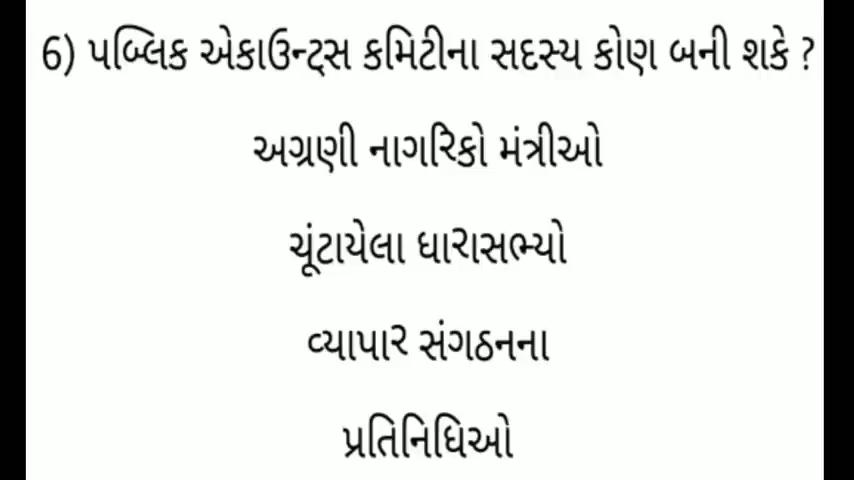 6) પબ્લિક એકાઉન્ટ્સ કમિટીના સદસ્ય કોણ બની શકે ?
અગ્રણી નાગરિકો મંત્રીઓ
ચૂંટાયેલા ધારાસભ્યો
વ્યાપાર સંગઠનના
પ્રતિનિધિઓ